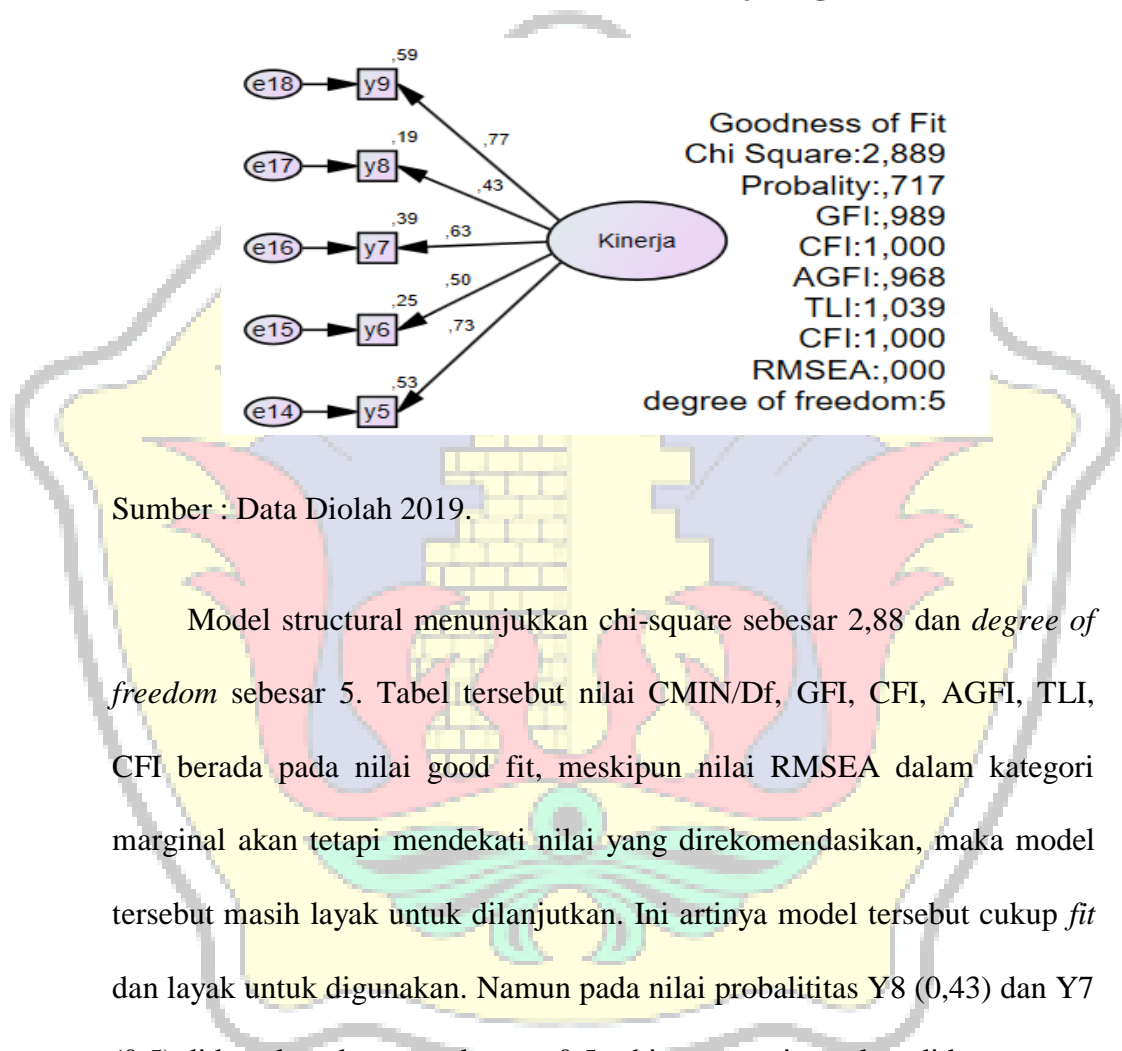 ,59
e18 y9
,77
,19
e17 y8
,43
,39
e16 y7
,63
Kinerja
,50
,25
e15 y6
,73
,53
e14 y5
Goodness of Fit
Chi Square:2,889
Probality:,717
GFI:,989
CFI:1,000
AGFI:,968
TLI:1,039
CFI:1,000
RMSEA:,000
degree of freedom:5
Sumber : Data Diolah 2019.
Model structural menunjukkan chi-square sebesar 2,88 dan degree of
freedom sebesar 5. Tabel tersebut nilai CMIN/Df, GFI, CFI, AGFI, TLI,
CFI berada pada nilai good fit, meskipun nilai RMSEA dalam kategori
marginal akan tetapi mendekati nilai yang direkomendasikan, maka model
tersebut masih layak untuk dilanjutkan. Ini artinya model tersebut cukup fit
dan layak untuk digunakan. Namun pada nilai probaititas Y8 (0,43) dan Y7